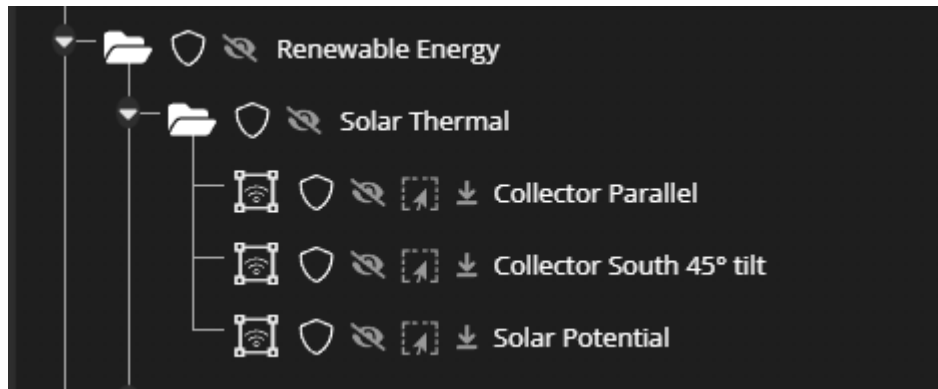 Renewable Energy
Solar Thermal
Collector Parallel
Collector South 45° tilt
Solar Potential